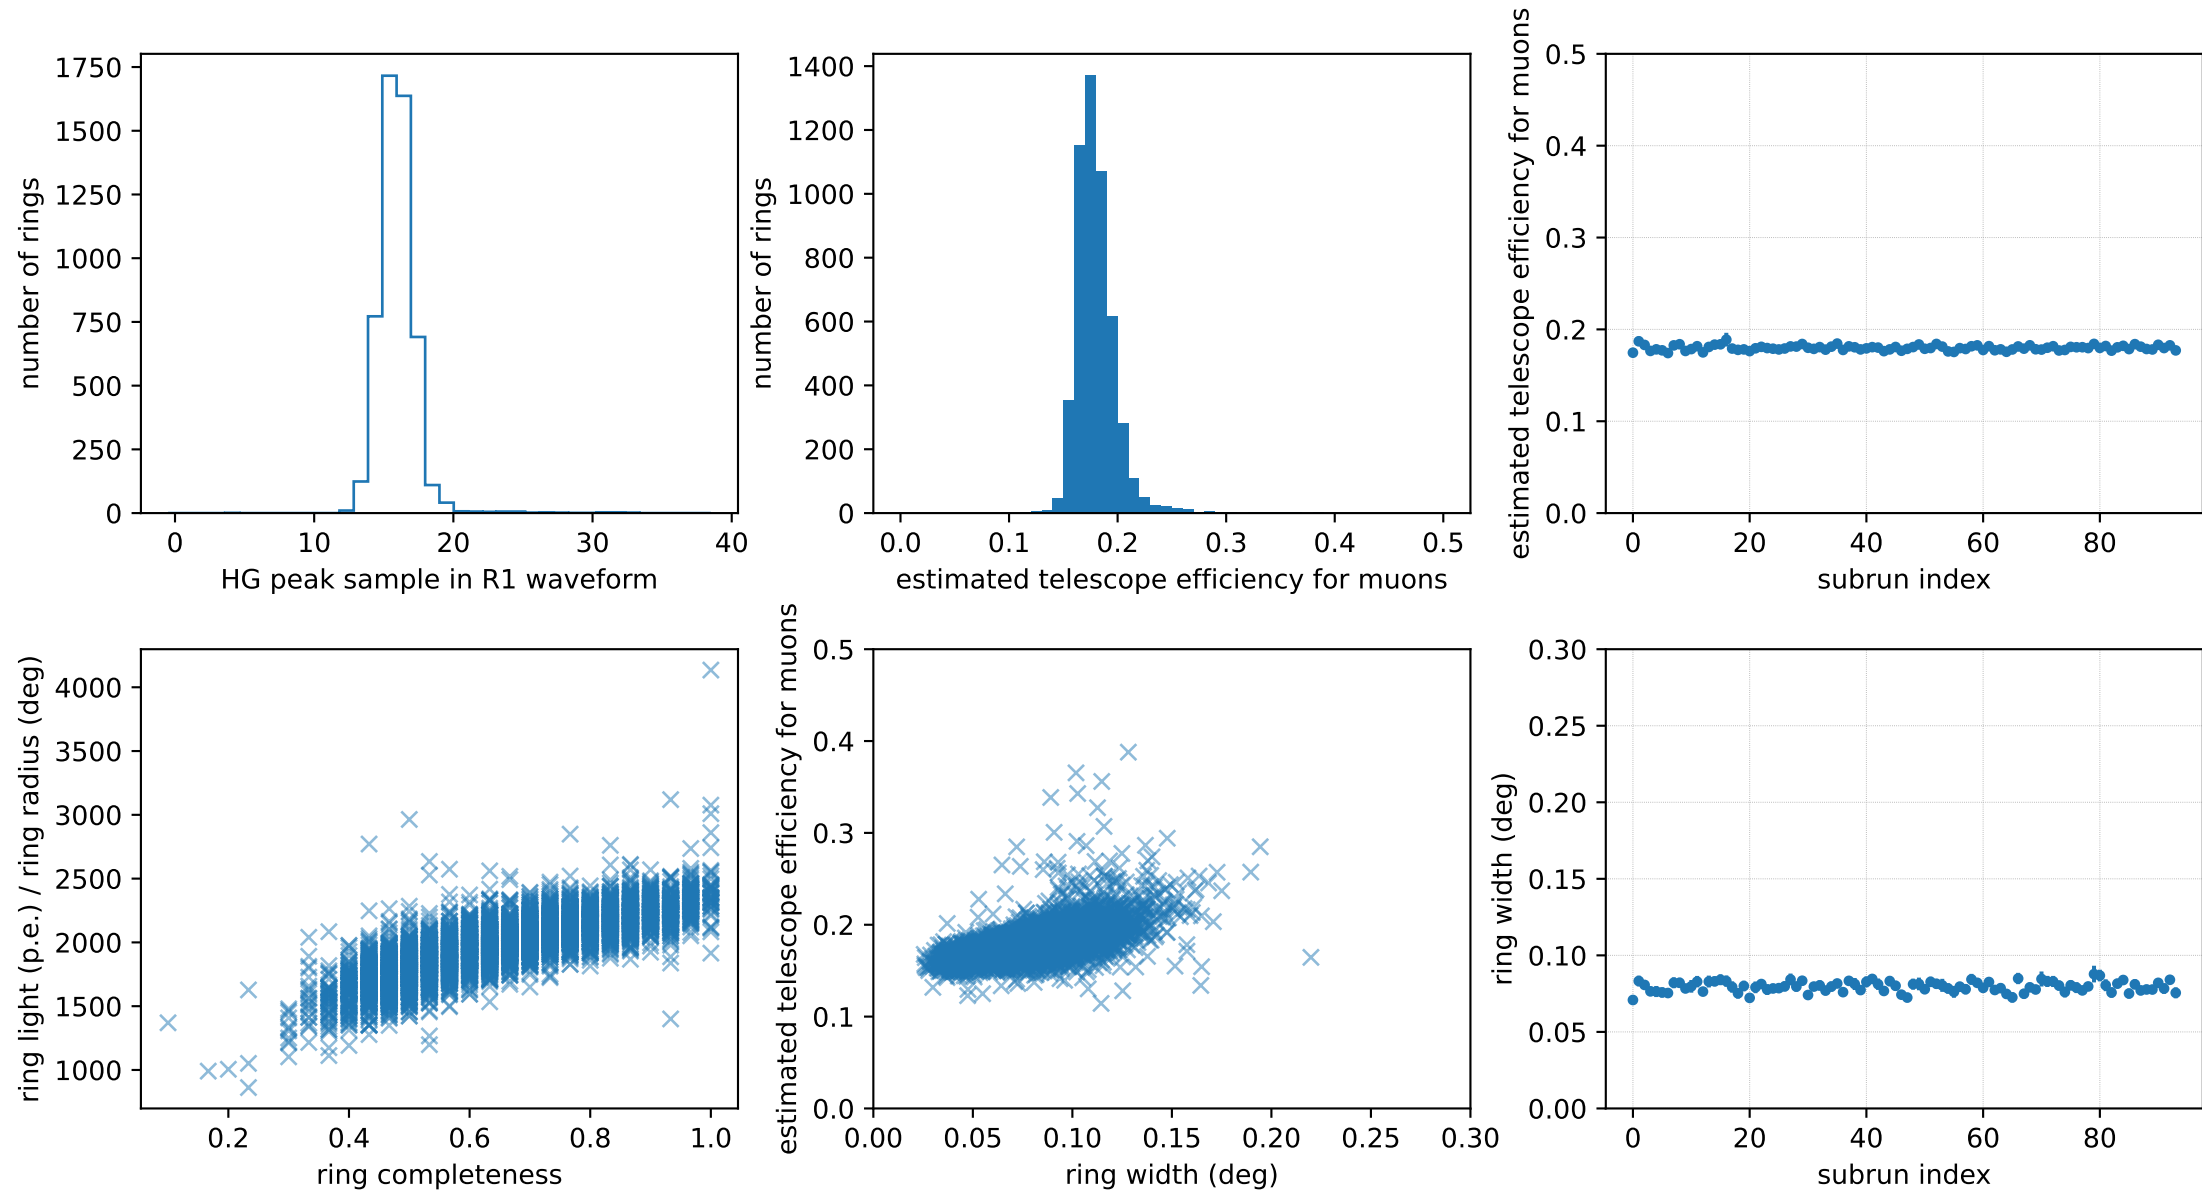 number of rings
1750
1500
1250
1000
750
500
250
0
0 10 20 30 40
HG peak sample in R1 waveform
number of rings
1400
1200
1000
800
600
400
200
0
0.0 0.1 0.2 0.3 0.4 0.5
estimated telescope efficiency for muons
estimated telescope efficiency for muons
0.5
0.4
0.3
0.2
0.1
0.0
0 20 40 60 80
subrun index
ring light (p.e.) / ring radius (deg)
4000
3500
3000
2500
2000
1500
1000
0.2 0.4 0.6 0.8 1.0
ring completeness
estimated telescope efficiency for muons
0.5
0.4
0.3
0.2
0.1
0.0
0.00 0.05 0.10 0.15 0.20 0.25 0.30
ring width (deg)
ring width (deg)
0.30
0.25
0.20
0.15
0.10
0.05
0.00
0 20 40 60 80
subrun index